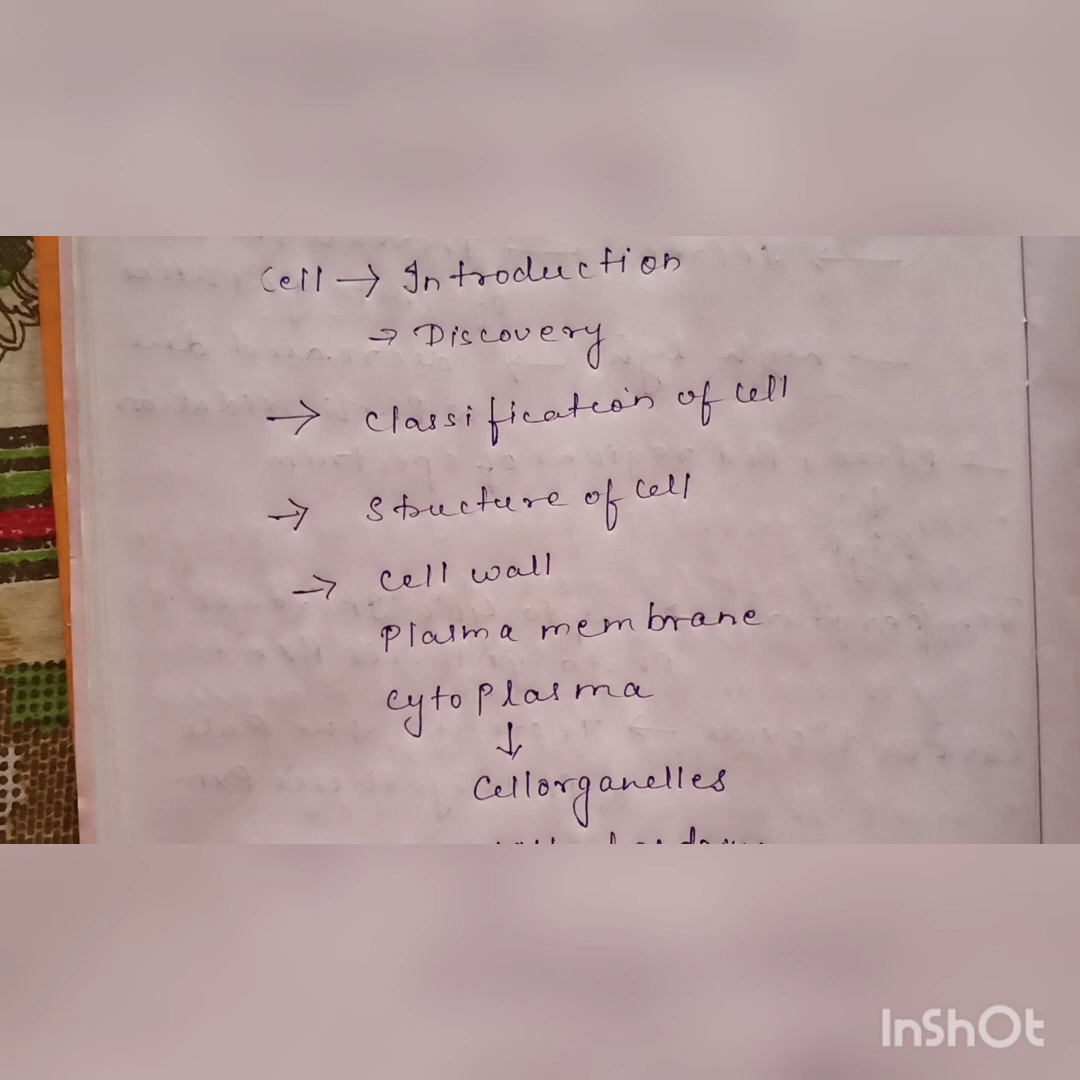 Cell → Introduction
→ Discovery
→ Classification of cell
→ Structure of cell
→ Cell wall
Plasma membrane
Cytoplasma
↓
Cellorganelles
InShOt